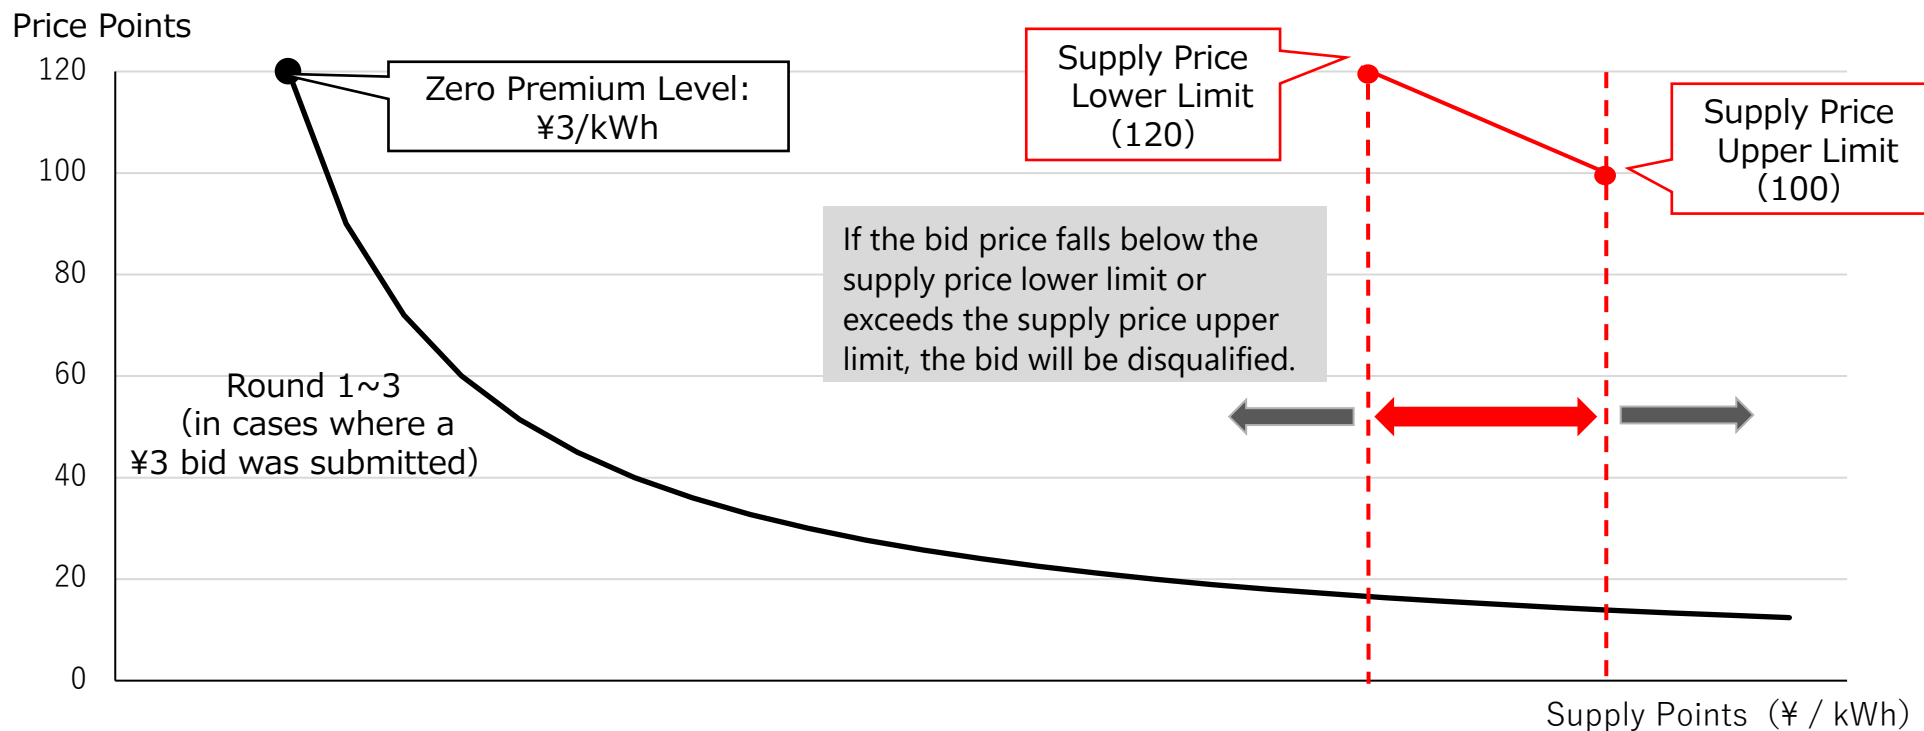 Price Points
120
100
80
60
40
20
0
Zero Premium Level:
¥3/kWh
Supply Price
Lower Limit
(120)
Supply Price
Upper Limit
(100)
If the bid price falls below the
supply price lower limit or
exceeds the supply price upper
limit, the bid will be disqualified.
Round 1~3
(in cases where a
¥3 bid was submitted)
Supply Points (¥ / kWh)